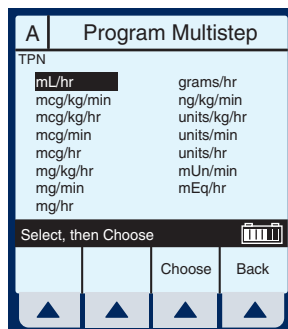 A Program Multistep
TPN
mL/hr
mcg/kg/min
mcg/kg/hr
mcg/min
mcg/hr
mg/kg/hr
mg/min
mg/hr
grams/hr
ng/kg/min
units/kg/hr
units/min
units/hr
mUn/min
mEq/hr
Select, then Choose
Choose Back